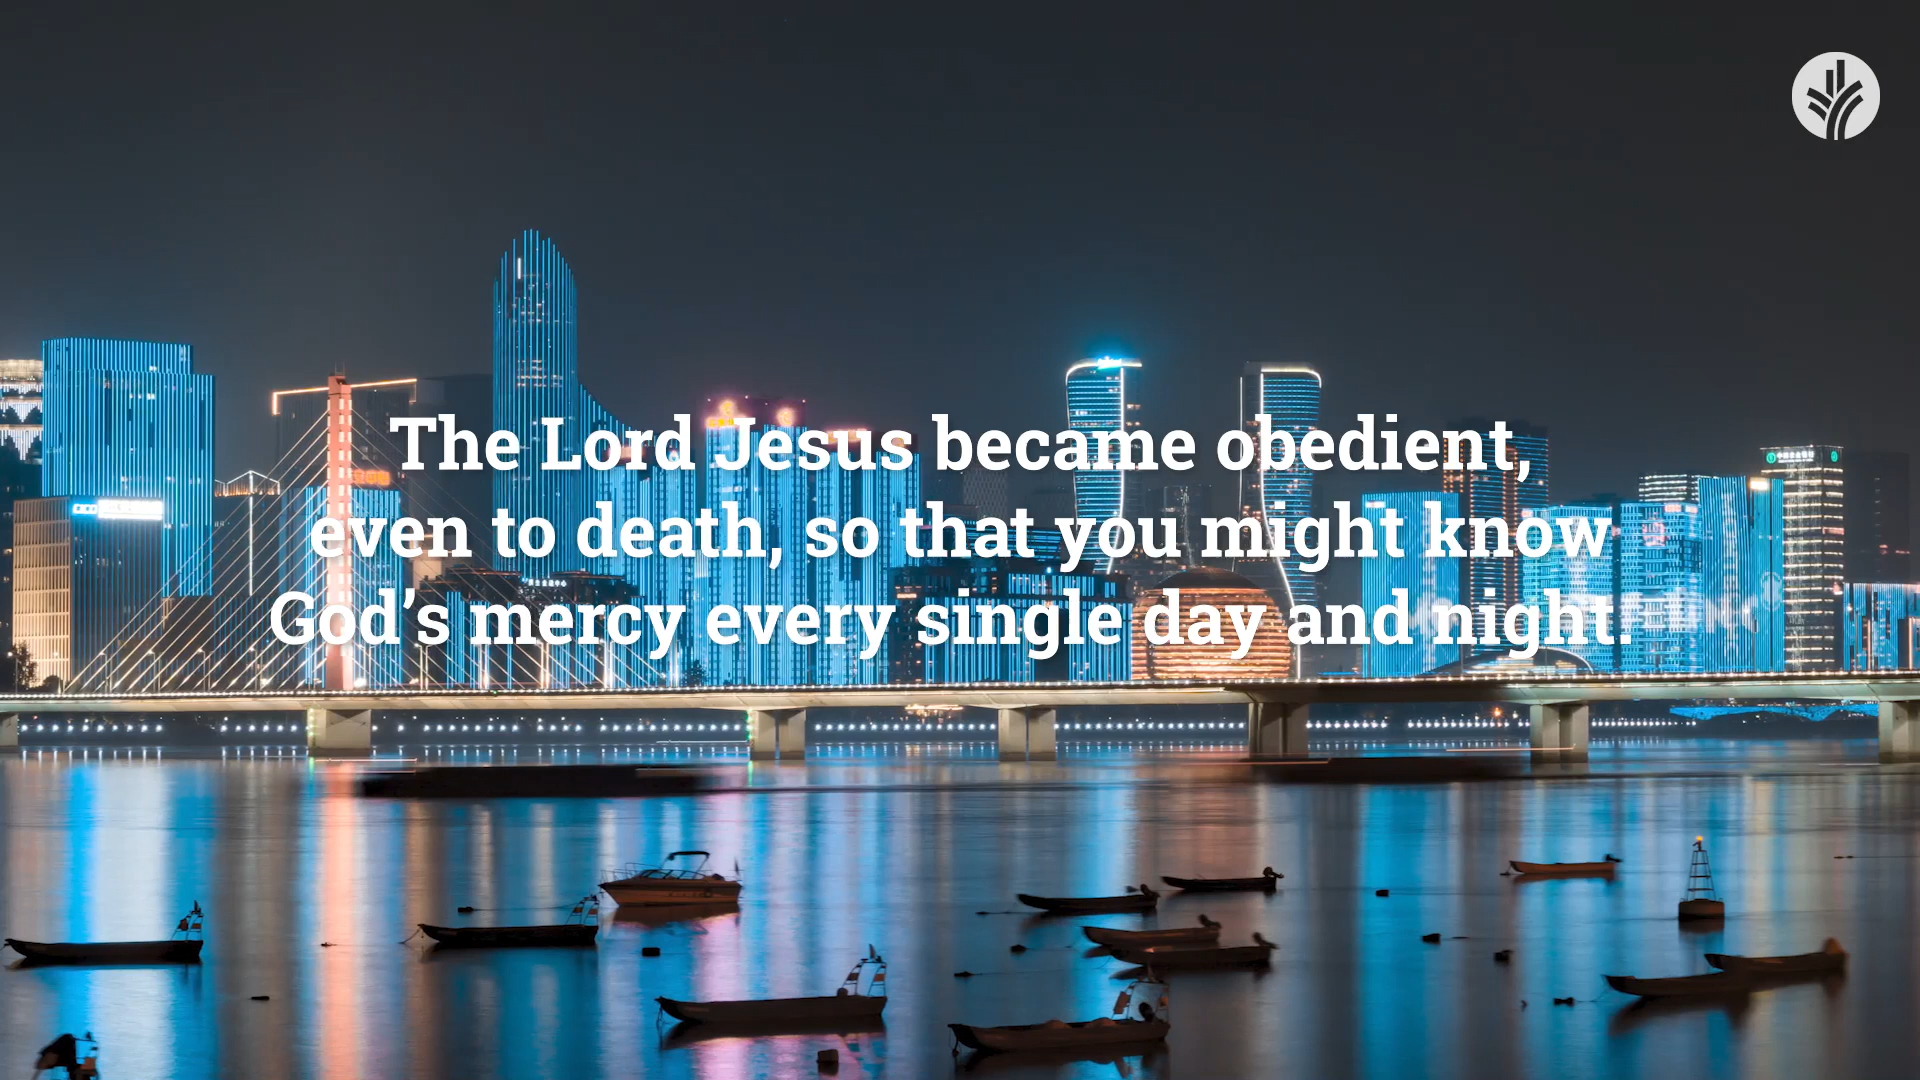 The Lord Jesus became obedient,
even to death, so that you might know
God’s mercy every single day and night.